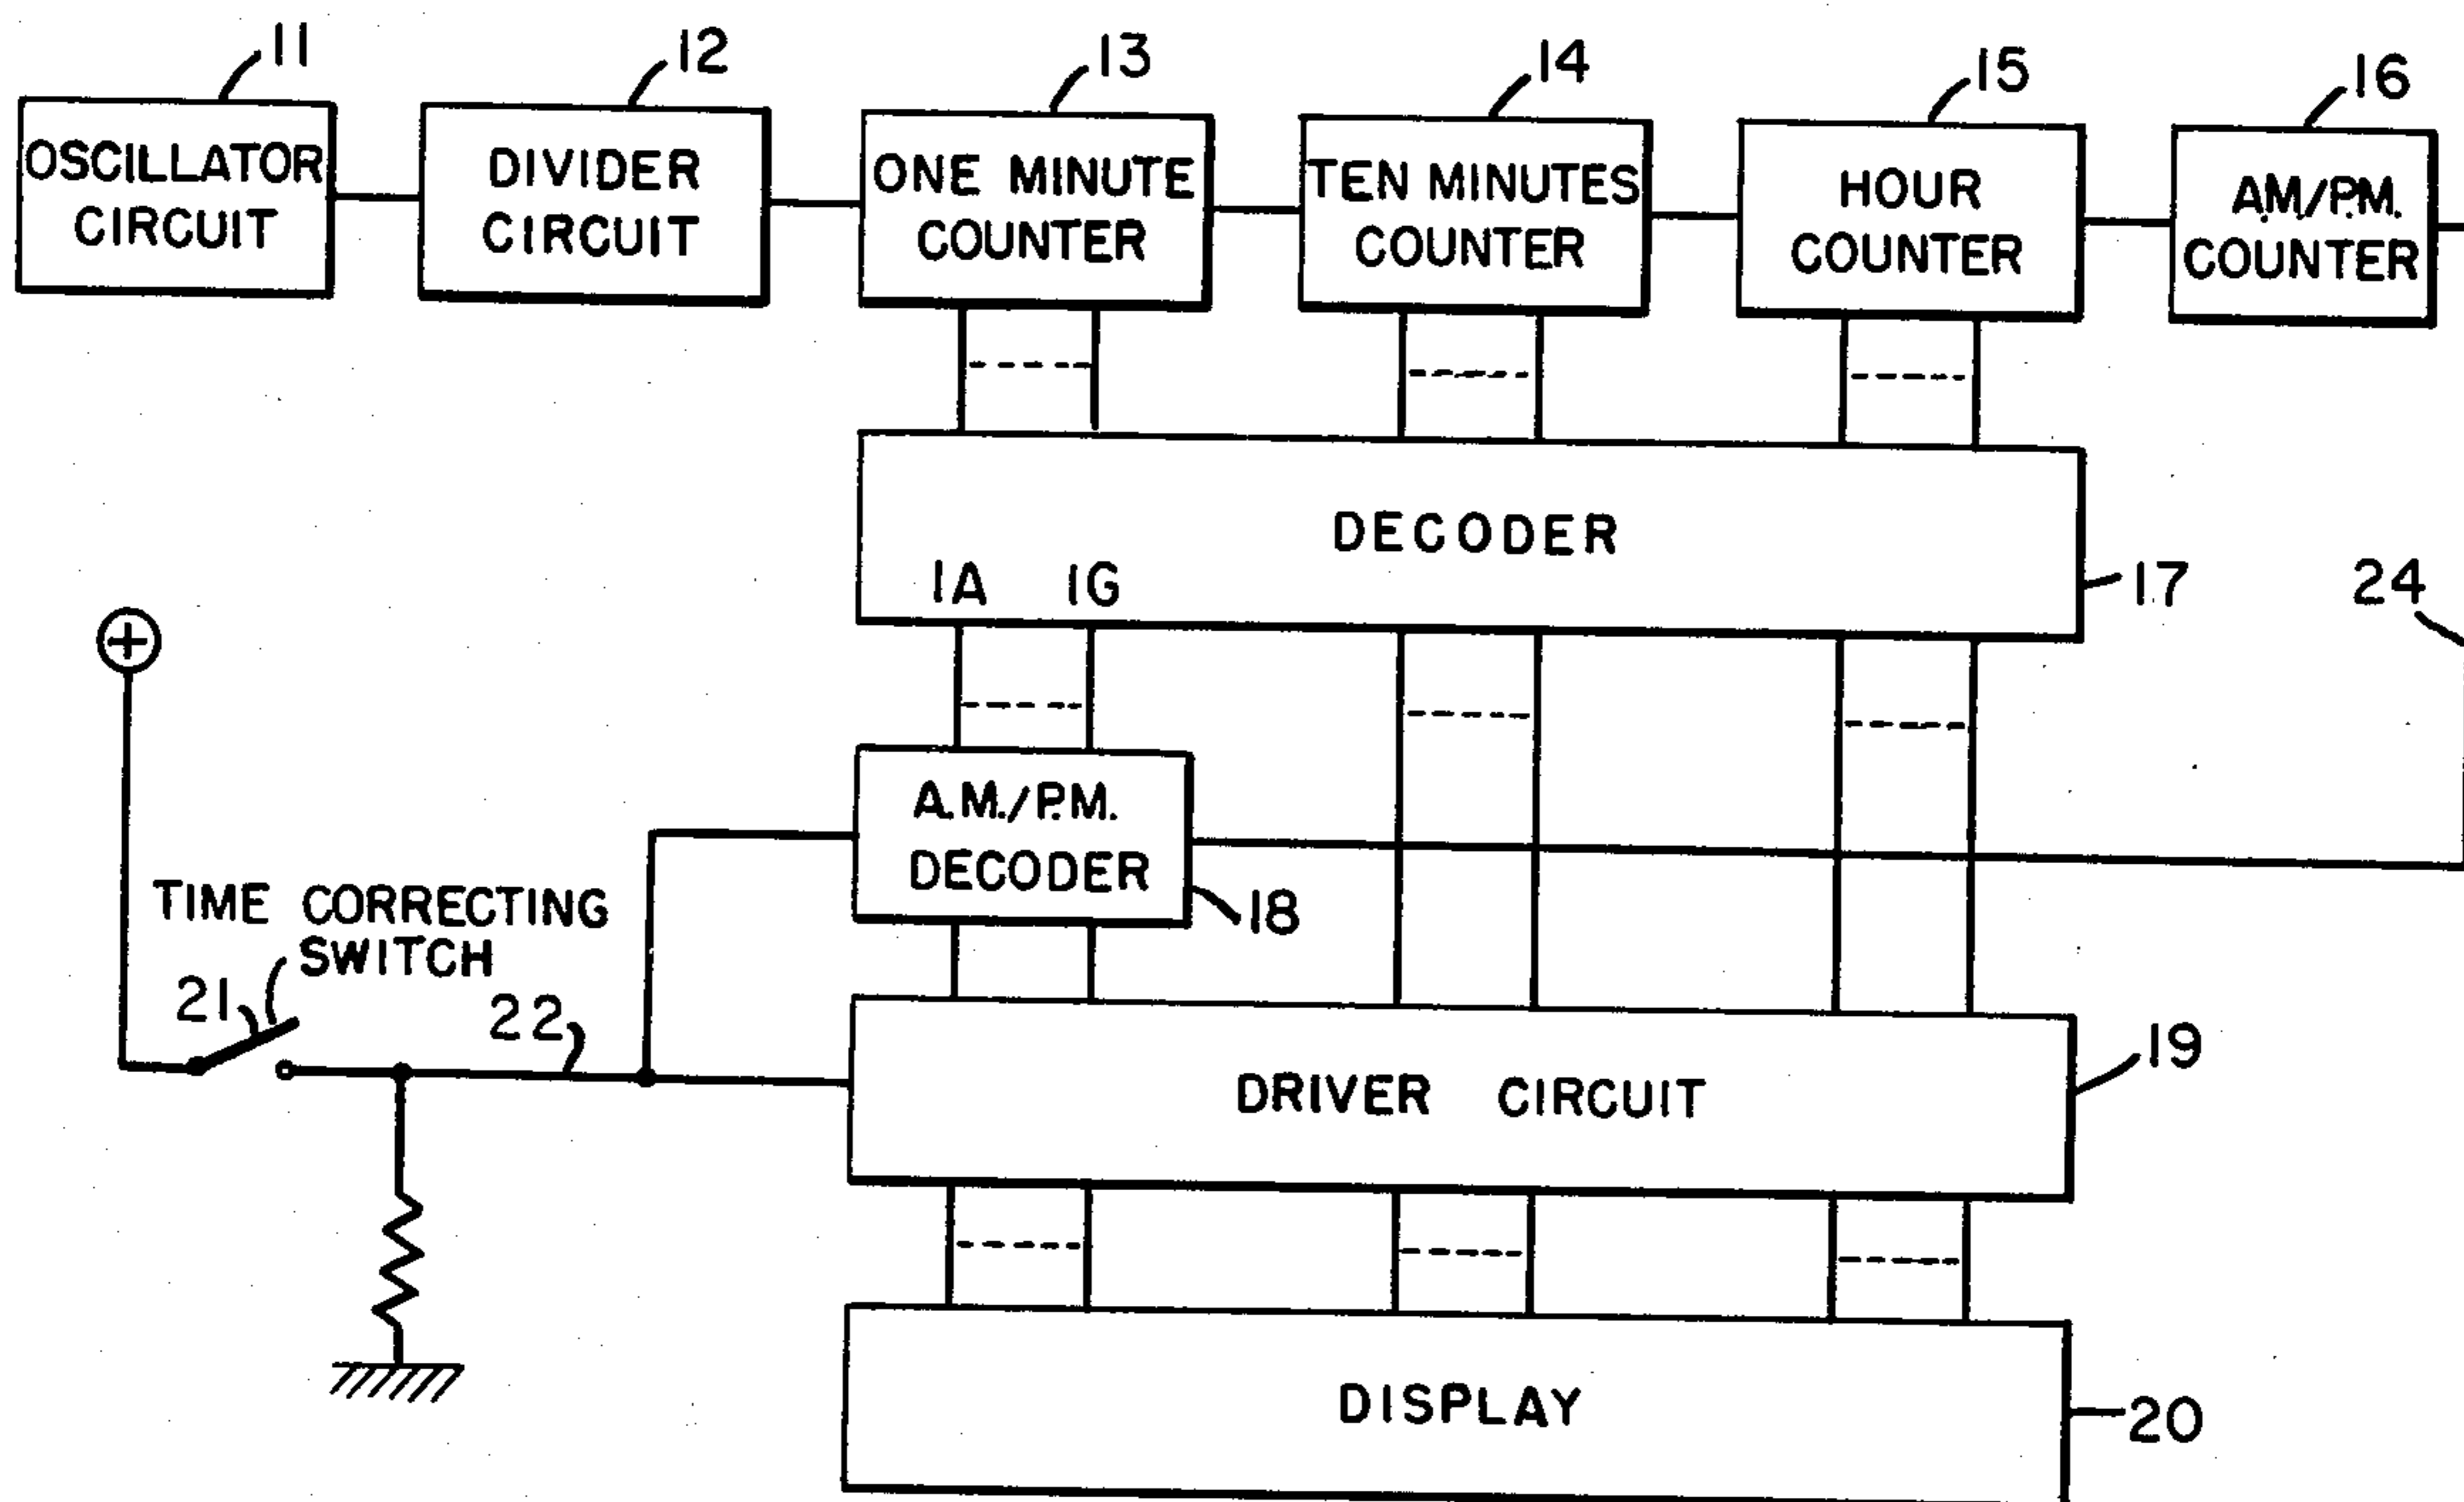 11
12
13
14
15
16
OSCILLATOR
CIRCUIT
DIVIDER
CIRCUIT
ONE MINUTE
COUNTER
TEN MINUTES
COUNTER
HOUR
COUNTER
A.M./P.M.
COUNTER
DECODER
1A 1G
17
24
A.M./P.M.
DECODER
18
TIME CORRECTING
SWITCH
21
22
DRIVER CIRCUIT
19
DISPLAY
20